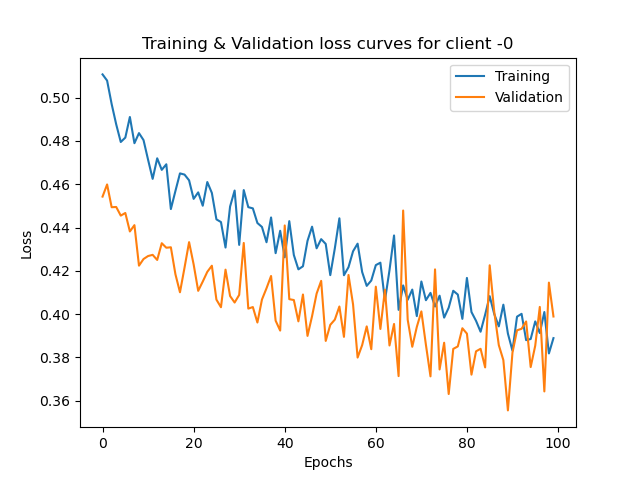 Training & Validation loss curves for client -0
Training
Validation
0.50
0.48
0.46
0.44
0.42
0.40
0.38
0.36
Loss
0 20 40 60 80 100
Epochs